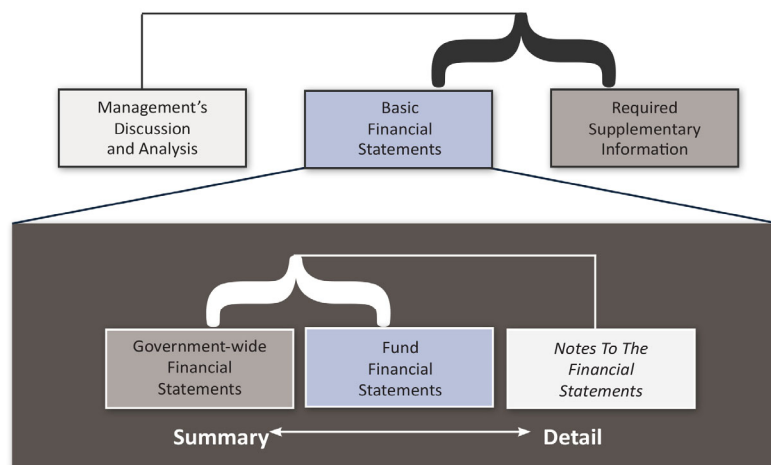 Management's
Discussion
and Analysis
Basic
Financial
Statements
Required
Supplementary
Information
Government-wide
Financial
Statements
Fund
Financial
Statements
Notes To The
Financial
Statements
Summary
Detail